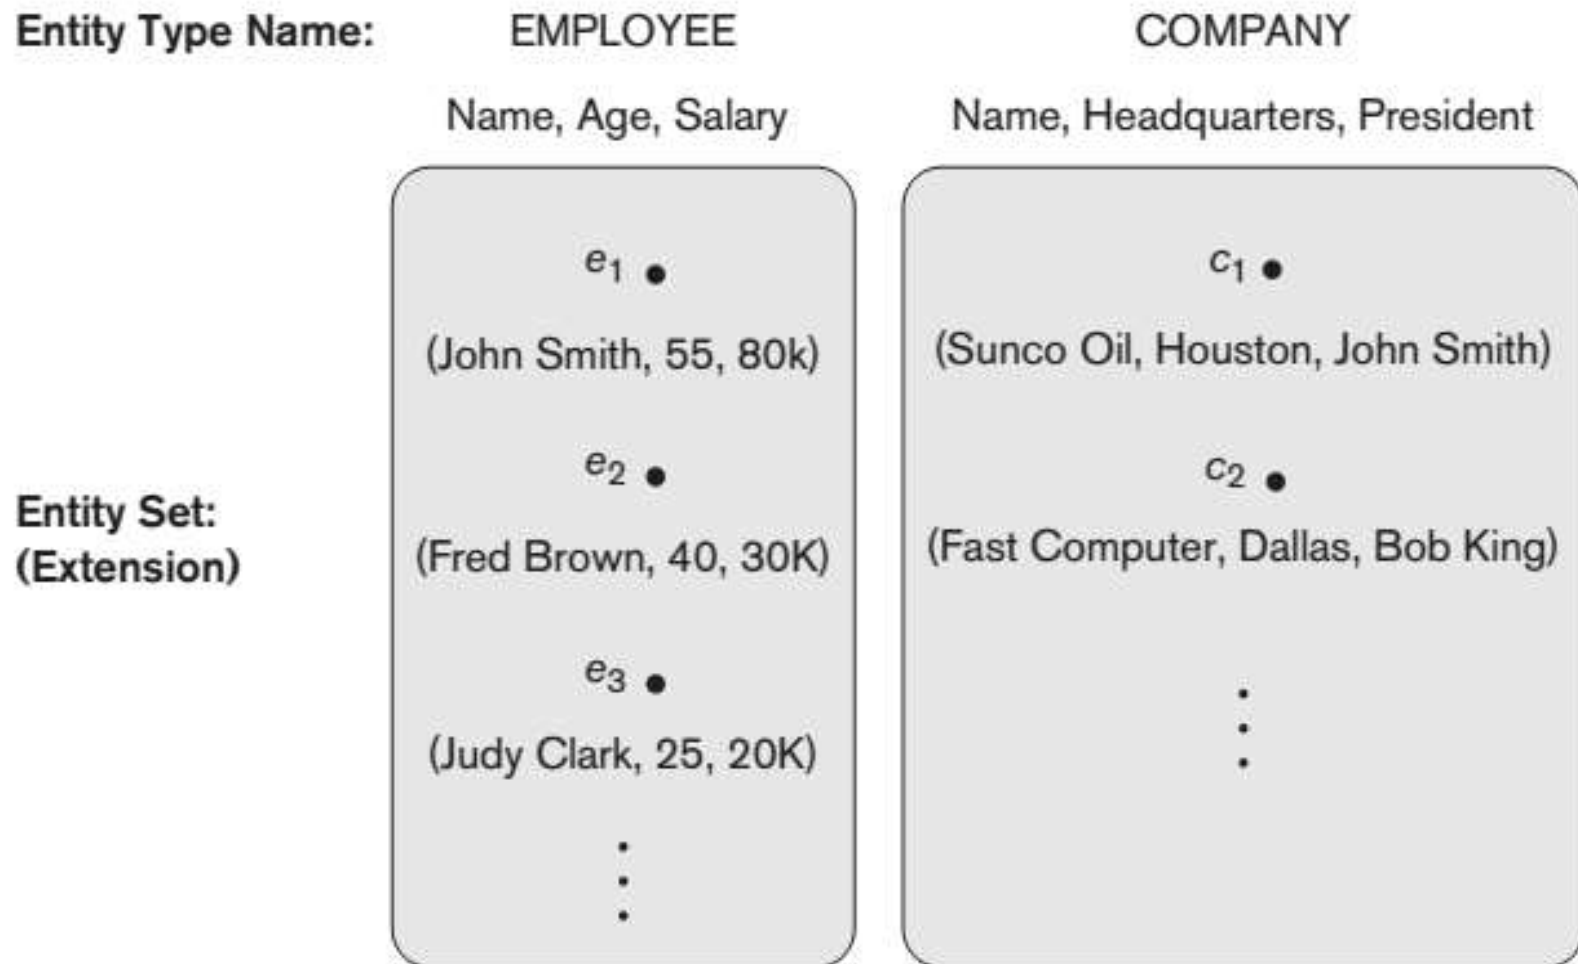 Entity Type Name: EMPLOYEE COMPANY
Name, Age, Salary Name, Headquarters, President
e1 c1
(John Smith, 55, 80k) (Sunco Oil, Houston, John Smith)
e2 c2
Entity Set: (Fred Brown, 40, 30K) (Fast Computer, Dallas, Bob King)
(Extension)
e3
(Judy Clark, 25, 20K)